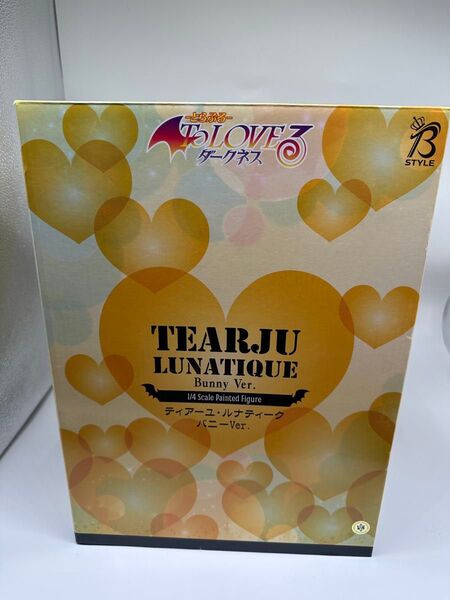 -とらぶる-
To LOVEる
ダークネス
B
STYLE
TEARJU
LUNATIQUE
Bunny Ver.
1/4 Scale Painted Figure
ティアーユ・ルナティーク
バニーVer.